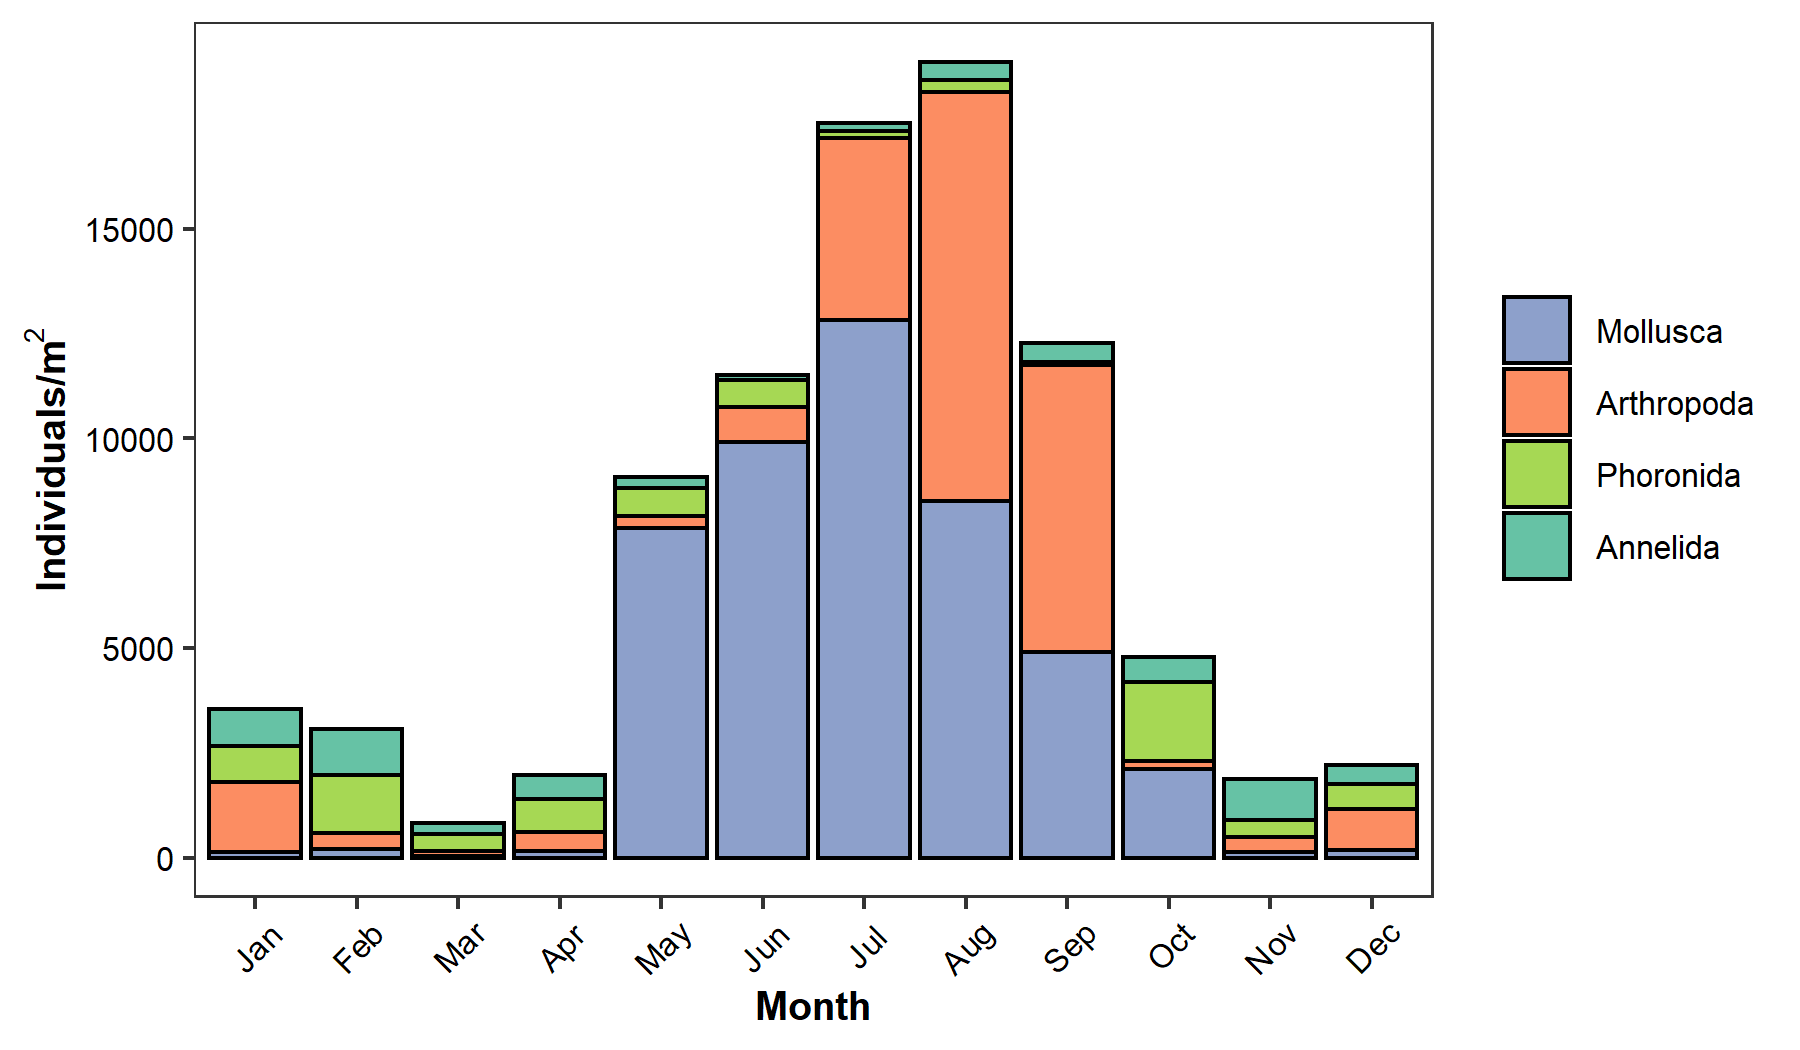 Individuals/m²
15000
10000
5000
0
Jan Feb Mar Apr May Jun Jul Aug Sep Oct Nov Dec
Month
Mollusca
Arthropoda
Phoronida
Annelida